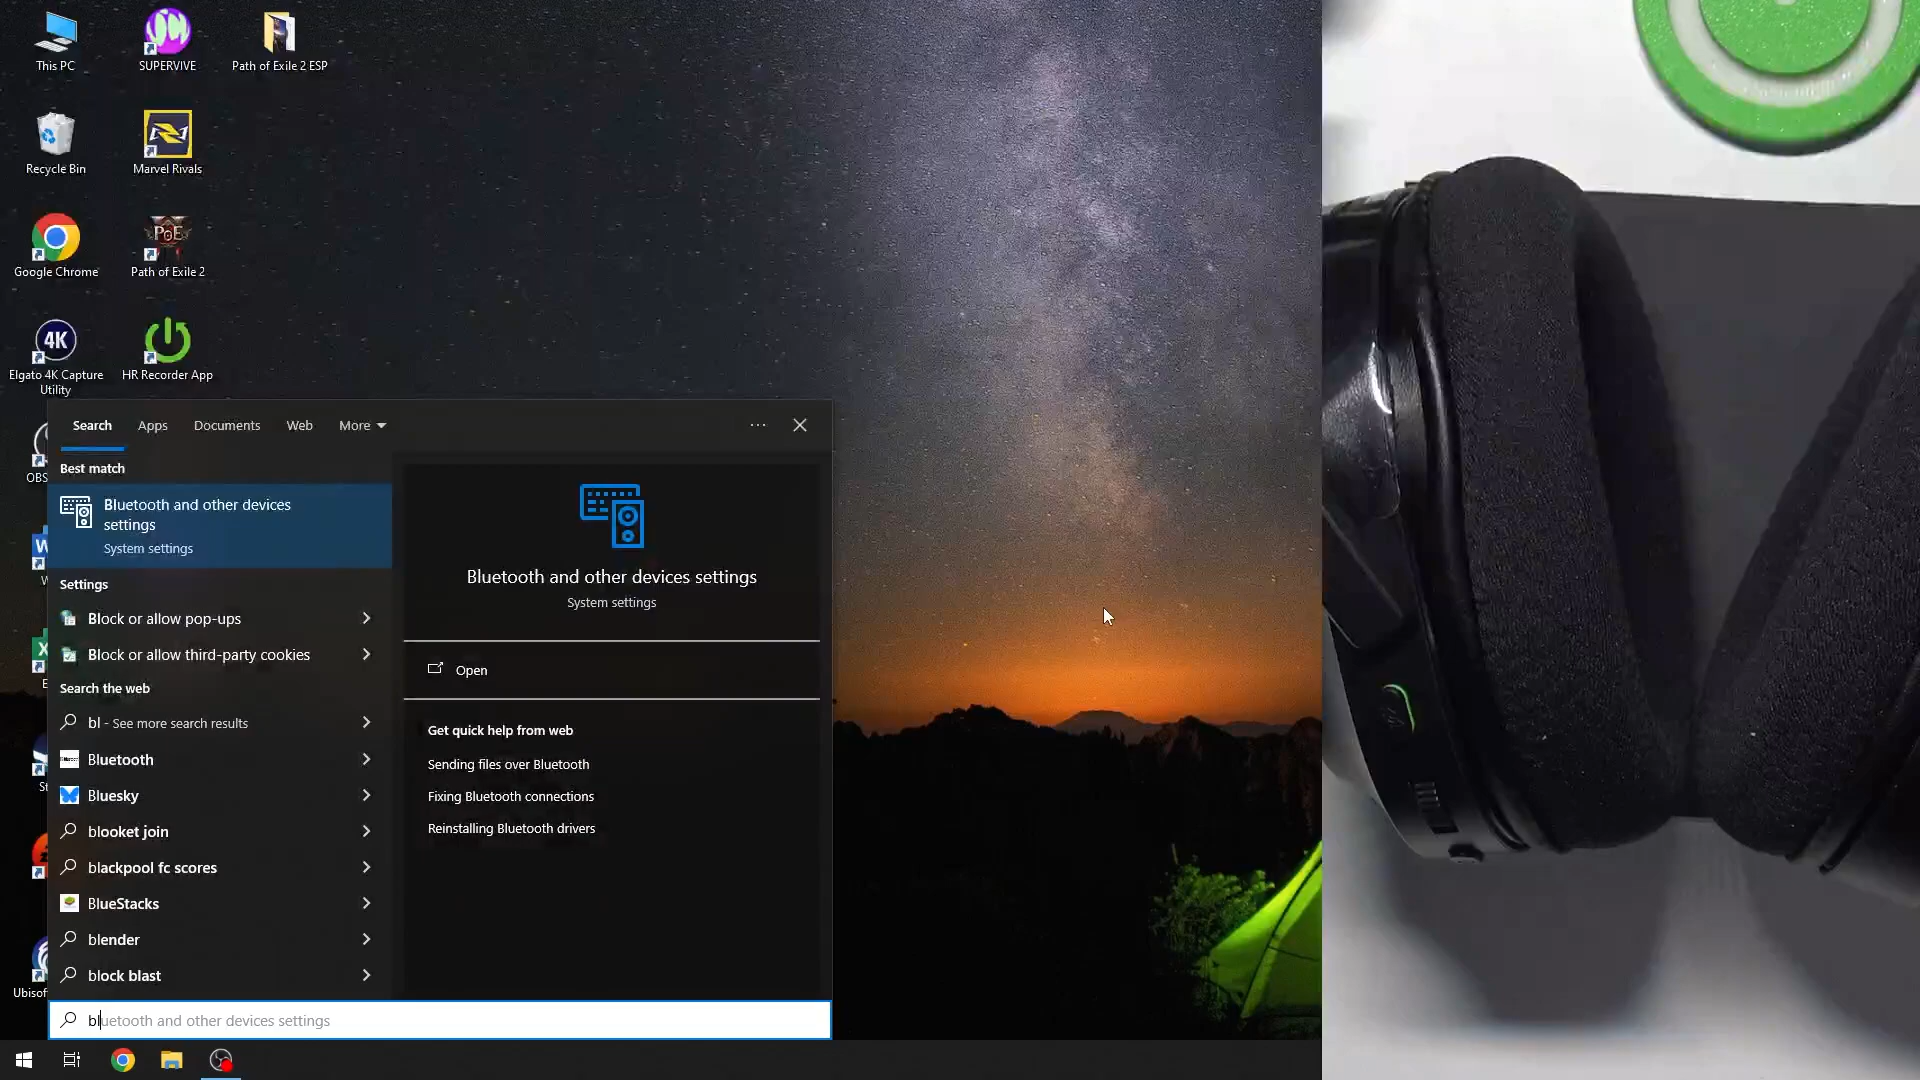 This PC
SUPERVIVE
Path of Exile 2 ESP
Recycle Bin
Marvel Rivals
Google Chrome
PoE
Path of Exile 2
4K
Elgato 4K Capture
Utility
HR Recorder App
OBS
Search
Apps
Documents
Web
More
Best match
Bluetooth and other devices
settings
System settings
Settings
Block or allow pop-ups
Block or allow third-party cookies
Search the web
bl - See more search results
Bluetooth
Bluesky
blooket join
blackpool fc scores
BlueStacks
blender
block blast
Bluetooth and other devices settings
System settings
Open
Get quick help from web
Sending files over Bluetooth
Fixing Bluetooth connections
Reinstalling Bluetooth drivers
W
X
E
St
Ubisof
bluetooth and other devices settings